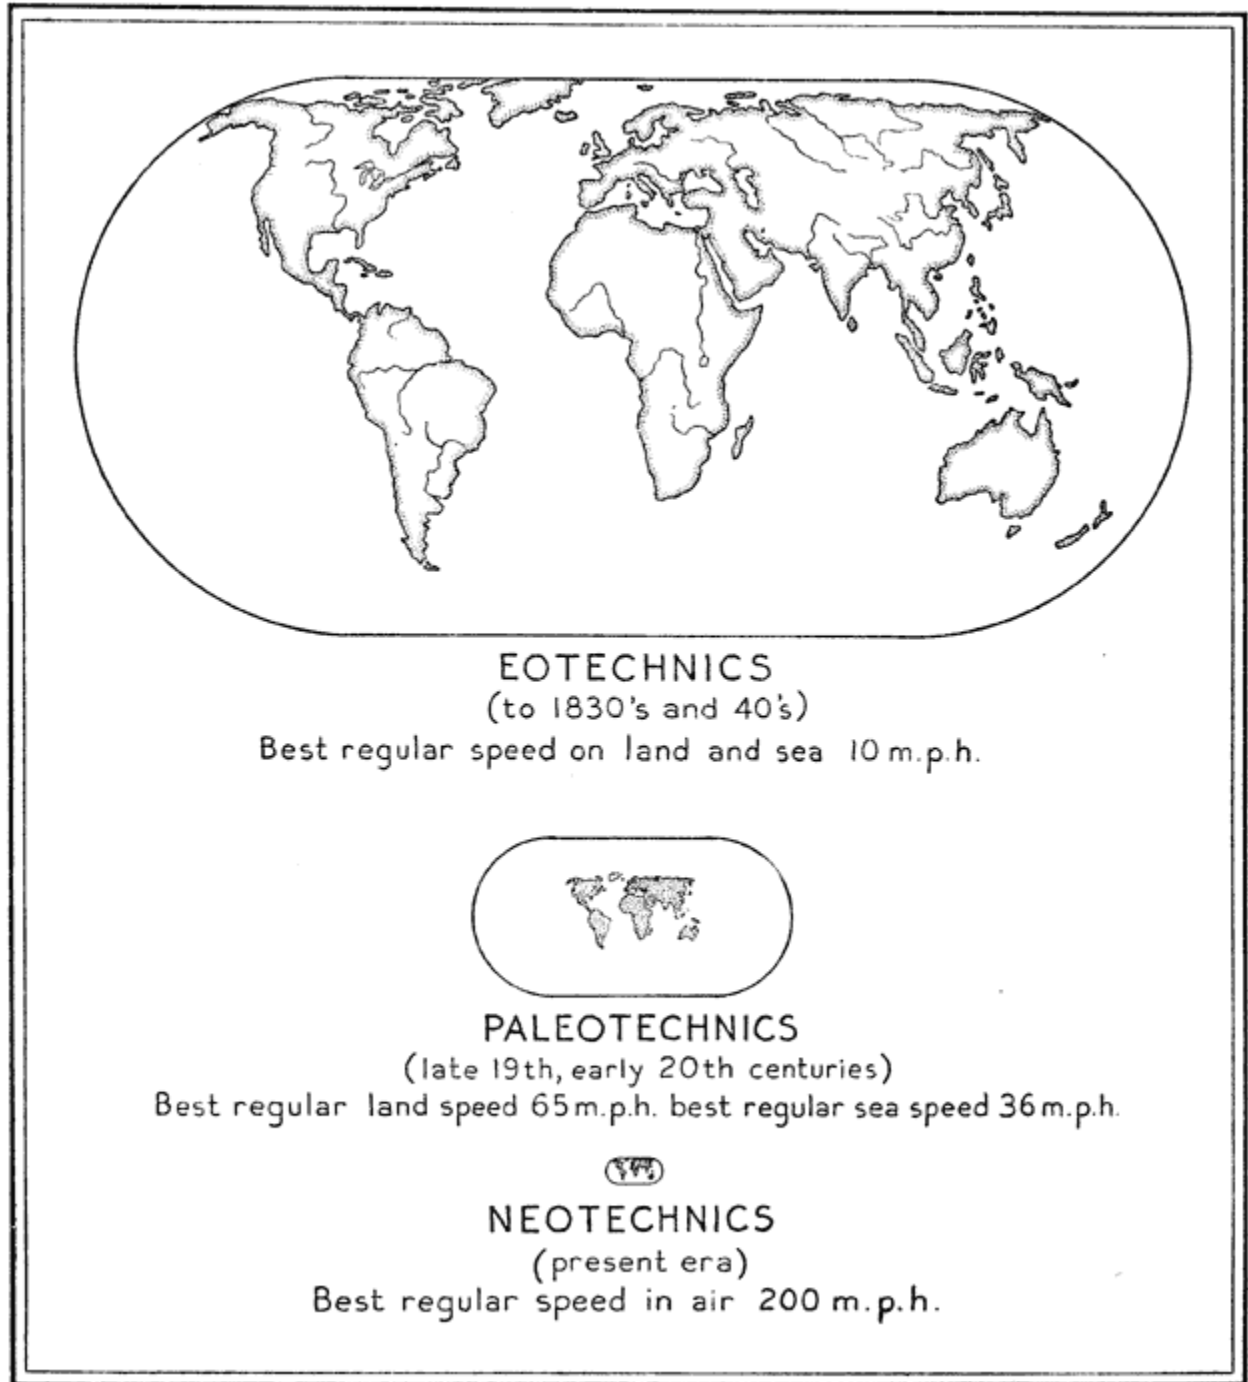 EOTECHNICS
(to 1830's and 40's)
Best regular speed on land and sea 10 m.p.h.
PALEOTECHNICS
(late 19th, early 20th centuries)
Best regular land speed 65 m.p.h. best regular sea speed 36 m.p.h.
NEOTECHNICS
(present era)
Best regular speed in air 200 m.p.h.